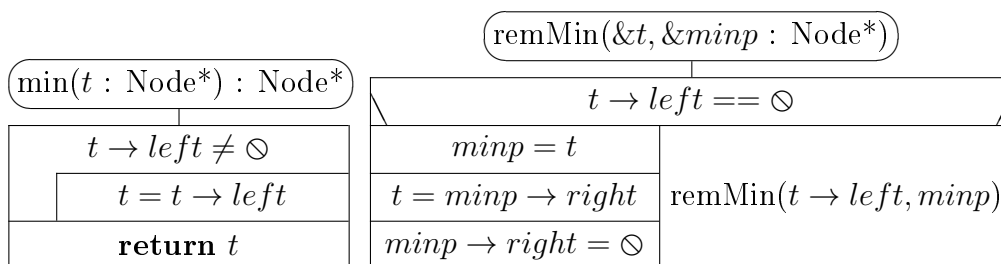 min(t : Node*) : Node*
t → left ≠ ⦸
t = t → left
return t
remMin(&t, &minp : Node*)
t → left == ⦸
minp = t
t = minp → right
minp → right = ⦸
remMin(t → left, minp)